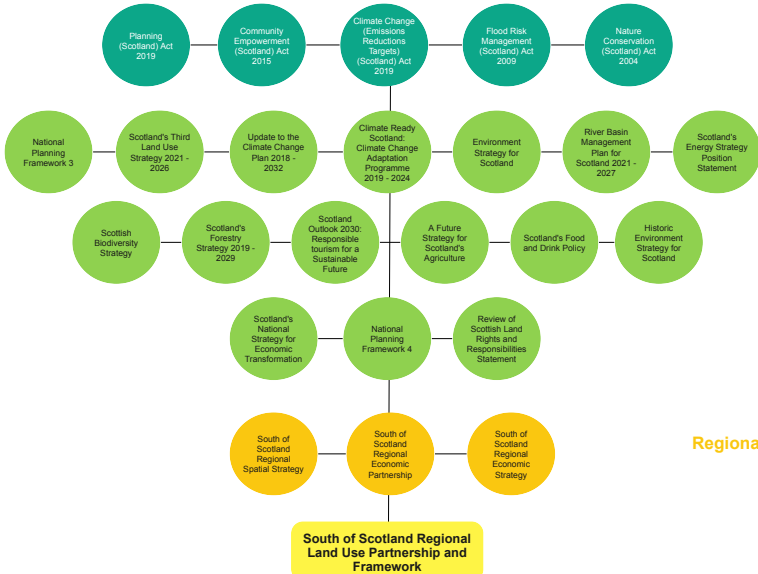 Planning
(Scotland) Act
2019
Community
Empowerment
(Scotland) Act
2015
Climate Change
(Emissions
Reductions
Targets)
(Scotland) Act
2019
Flood Risk
Management
(Scotland) Act
2009
Nature
Conservation
(Scotland) Act
2004
National
Planning
Framework 3
Scotland's Third
Land Use
Strategy 2021 -
2026
Update to the
Climate Change
Plan 2018 -
2032
Climate Ready
Scotland:
Climate Change
Adaptation
Programme
2019 - 2024
Environment
Strategy for
Scotland
River Basin
Management
Plan for
Scotland 2021 -
2027
Scotland's
Energy Strategy
Position
Statement
Scottish
Biodiversity
Strategy
Scotland's
Forestry
Strategy 2019 -
2029
Scotland
Outlook 2030:
Responsible
tourism for a
Sustainable
Future
A Future
Strategy for
Scotland's
Agriculture
Scotland's Food
and Drink Policy
Historic
Environment
Strategy for
Scotland
Scotland's
National
Strategy for
Economic
Transformation
National
Planning
Framework 4
Review of
Scottish Land
Rights and
Responsibilities
Statement
South of
Scotland
Regional
Spatial Strategy
South of
Scotland
Regional
Economic
Partnership
South of
Scotland
Regional
Economic
Strategy
Regiona
South of Scotland Regional
Land Use Partnership and
Framework